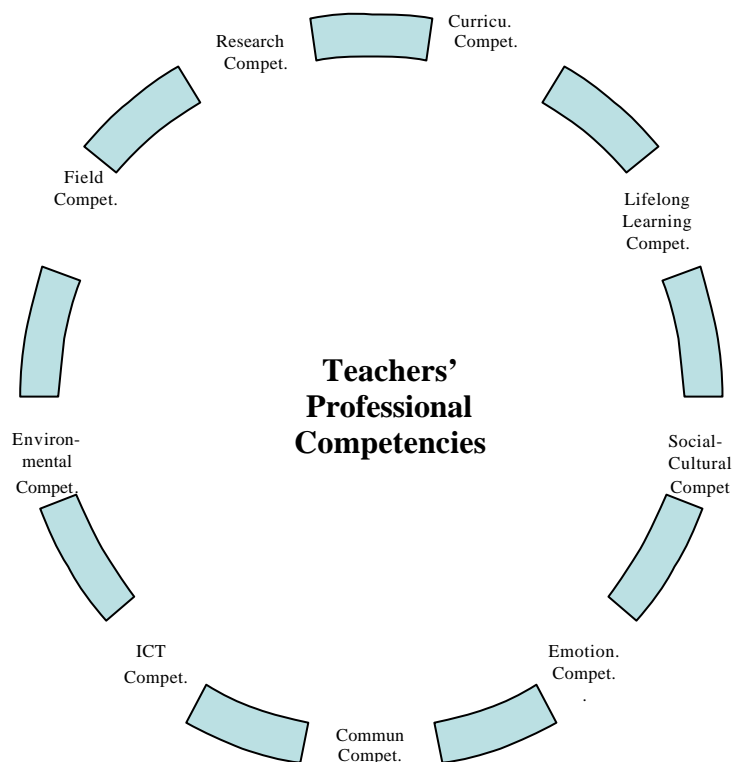 Curricu.
Compet.
Research
Compet.
Field
Compet.
Lifelong
Learning
Compet.
Teachers’
Professional
Competencies
Environ-
mental
Compet.
Social-
Cultural
Compet
ICT
Compet.
Emotion.
Compet.
.
Commun
Compet.